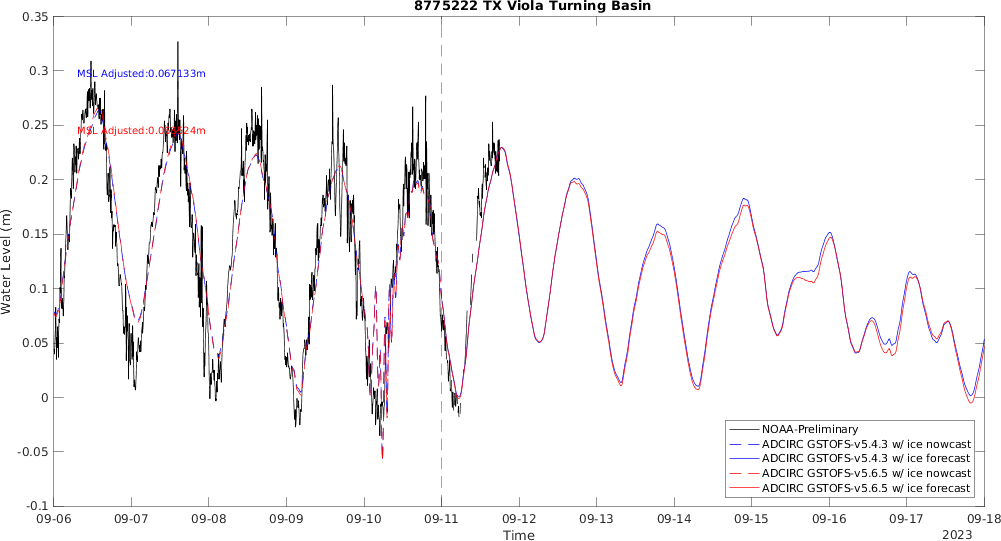 8775222 TX Viola Turning Basin
Water Level (m)
0.35
0.3
0.25
0.2
0.15
0.1
0.05
0
-0.05
-0.1
MSL Adjusted:0.067133m
MSL
NOAA-Preliminary
ADCIRC GSTOFS-v5.4.3 w/ ice nowcast
ADCIRC GSTOFS-v5.4.3 w/ ice forecast
ADCIRC GSTOFS-v5.6.5 w/ ice nowcast
ADCIRC GSTOFS-v5.6.5 w/ ice forecast
09-06 09-07 09-08 09-09 09-10 09-11 09-12 09-13 09-14 09-15 09-16 09-17 09-18
Time
2023